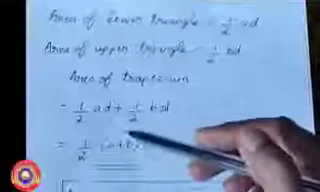 Area of lower triangle = 1/2 ad
Area of upper triangle = 1/2 bd
Area of trapezium
= 1/2 ad + 1/2 bd
= 1/2 (a+b)